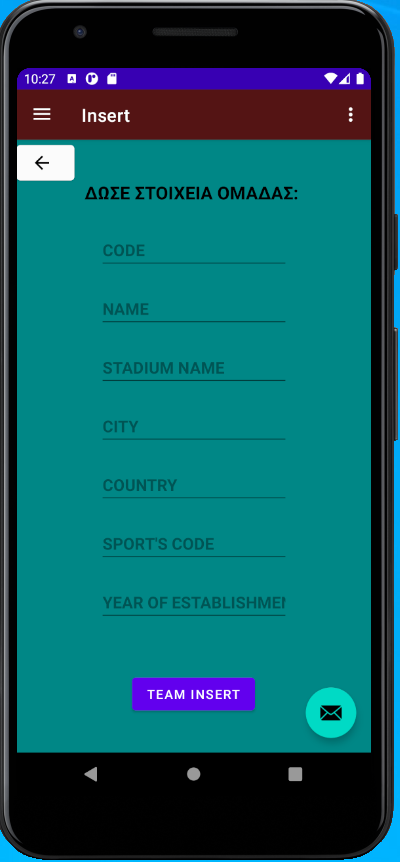 10:27
Insert
ΔΩΣΕ ΣΤΟΙΧΕΙΑ ΟΜΑΔΑΣ:
CODE
NAME
STADIUM NAME
CITY
COUNTRY
SPORT'S CODE
YEAR OF ESTABLISHMEN
TEAM INSERT